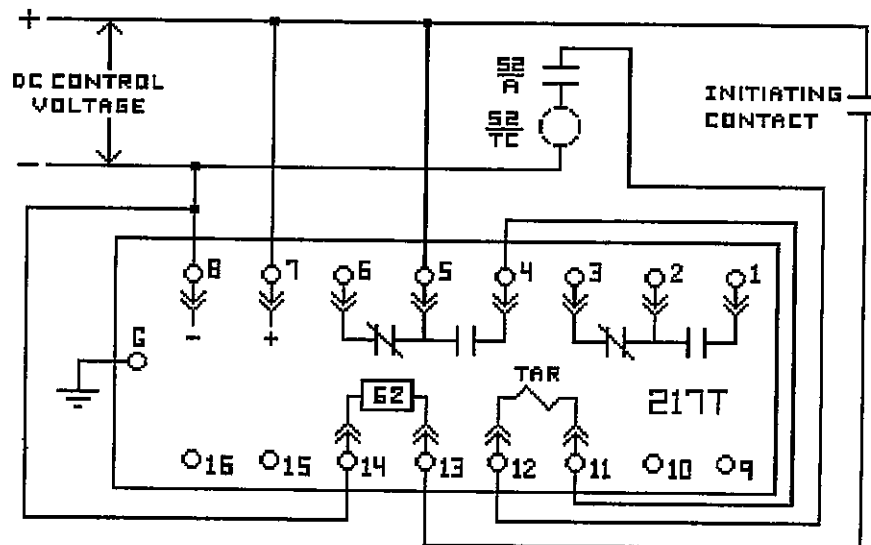 +
DC CONTROL
VOLTAGE
-
52
A
52
TC
INITIATING
CONTACT
8 7 6 5 4 3 2 1
- +
G
62
TAR
217T
16 15 14 13 12 11 10 9